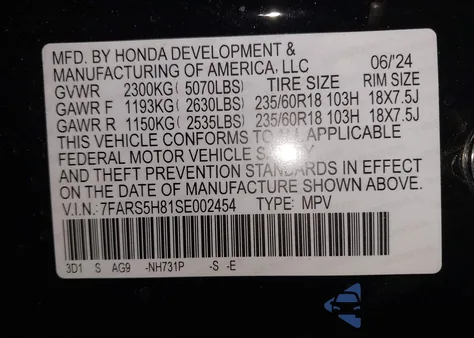 MFD. BY HONDA DEVELOPMENT &
MANUFACTURING OF AMERICA, LLC 06/'24
GVWR 2300KG ( 5070LBS) TIRE SIZE RIM SIZE
GAWR F 1193KG ( 2630LBS) 235/60R18 103H 18X7.5J
GAWR R 1150KG ( 2535LBS) 235/60R18 103H 18X7.5J
THIS VEHICLE CONFORMS TO ALL APPLICABLE
FEDERAL MOTOR VEHICLE
AND THEFT PREVENTION STANDARDS IN EFFECT
ON THE DATE OF MANUFACTURE SHOWN ABOVE.
V.I.N.: 7FARS5H81SE002454 TYPE: MPV
3D1 S AG9 -NH731P -S -E